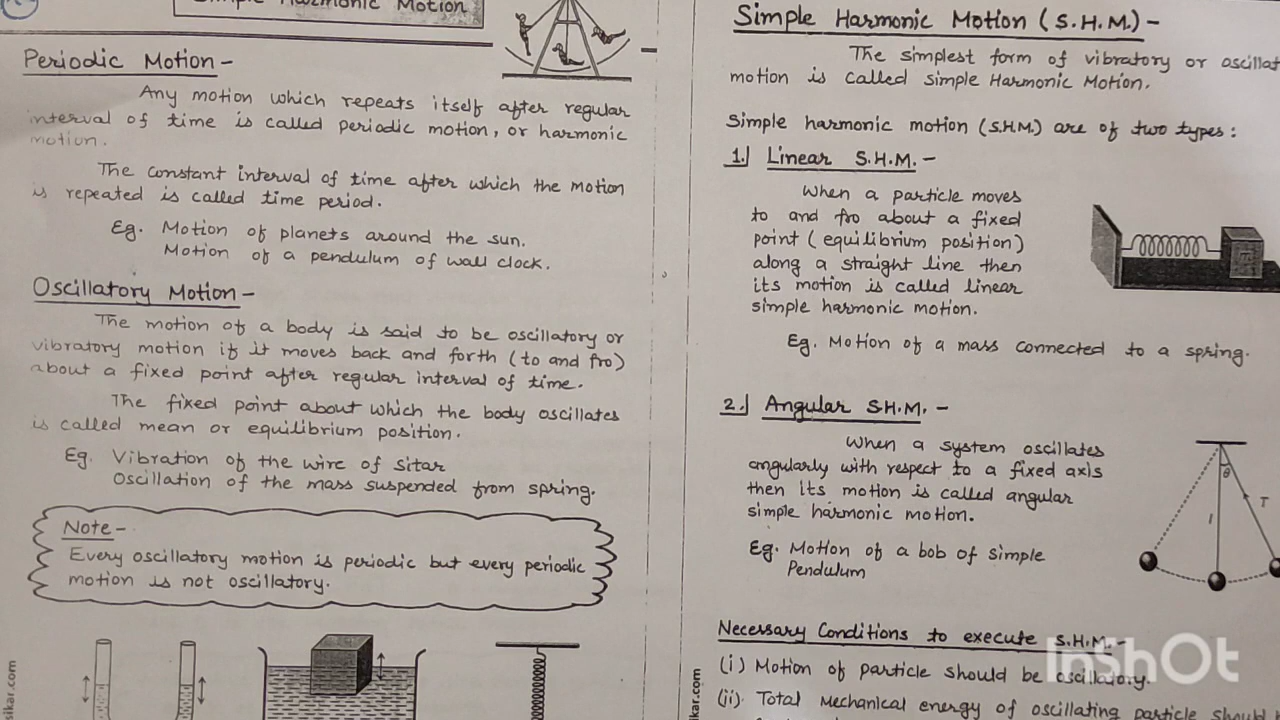 Simple Harmonic Motion
Periodic Motion -
Any motion which repeats itself after regular
interval of time is called periodic motion, or harmonic
motion.
The constant interval of time after which the motion
is repeated is called time period.
Eg. Motion of planets around the sun.
Motion of a pendulum of wall clock.
Oscillatory Motion -
The motion of a body is said to be oscillatory or
vibratory motion if it moves back and forth (to and fro)
about a fixed point after regular interval of time.
The fixed point about which the body oscillates
is called mean or equilibrium position.
Eg. Vibration of the wire of sitar
Oscillation of the mass suspended from spring.
Note -
Every oscillatory motion is periodic but every periodic
motion is not oscillatory.
sikar.com
Simple Harmonic Motion (S.H.M.) -
The simplest form of vibratory or oscillat
motion is called simple Harmonic Motion.
Simple harmonic motion (S.H.M.) are of two types :
1.) Linear S.H.M. -
When a particle moves
to and fro about a fixed
point ( equilibrium position)
along a straight line then
its motion is called linear
simple harmonic motion.
Eg. Motion of a mass connected to a spring.
2.) Angular S.H.M. -
When a system oscillates
angularly with respect to a fixed axis
then its motion is called angular
simple harmonic motion.
Eg. Motion of a bob of simple
Pendulum
θ
l
T
Necessary Conditions to execute S.H.M. -
(i) Motion of particle should be oscillatory.
(ii) Total Mechanical energy of oscillating particle should
sikar.com
InShOt